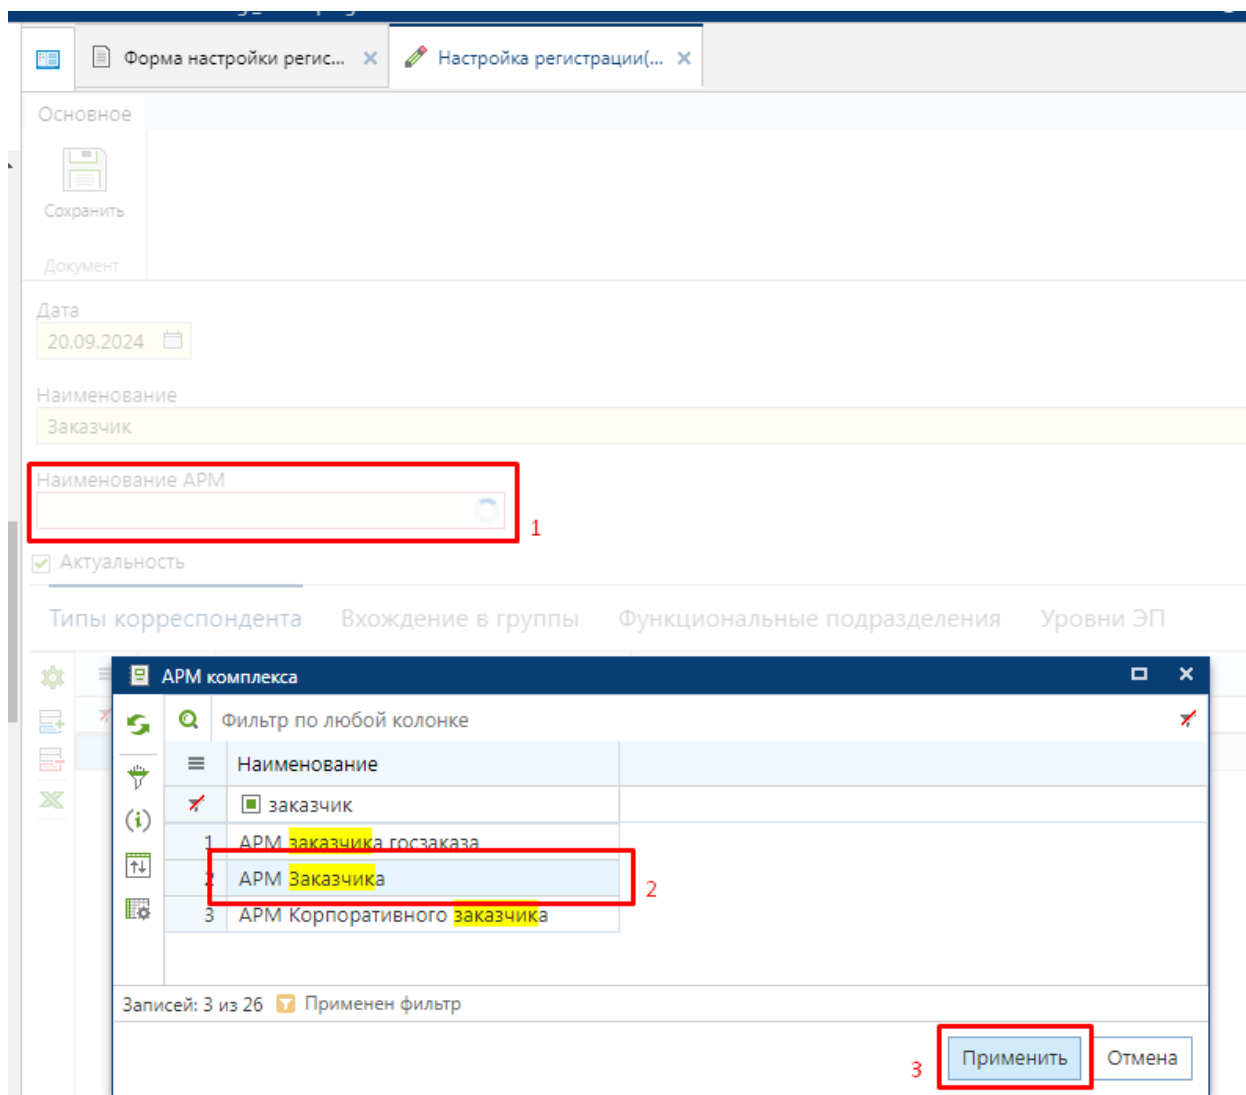 Форма настройки регис...
Настройка регистрации(...
Основное
Сохранить
Документ
Дата
20.09.2024
Наименование
Заказчик
Наименование АРМ
1
Актуальность
Типы корреспондента Вхождение в группы Функциональные подразделения Уровни ЭП
АРМ комплекса
Фильтр по любой колонке
Наименование
заказчик
1 АРМ заказчика госзаказа
2 АРМ Заказчика
2
3 АРМ Корпоративного заказчика
Записей: 3 из 26 Применен фильтр
3
Применить Отмена